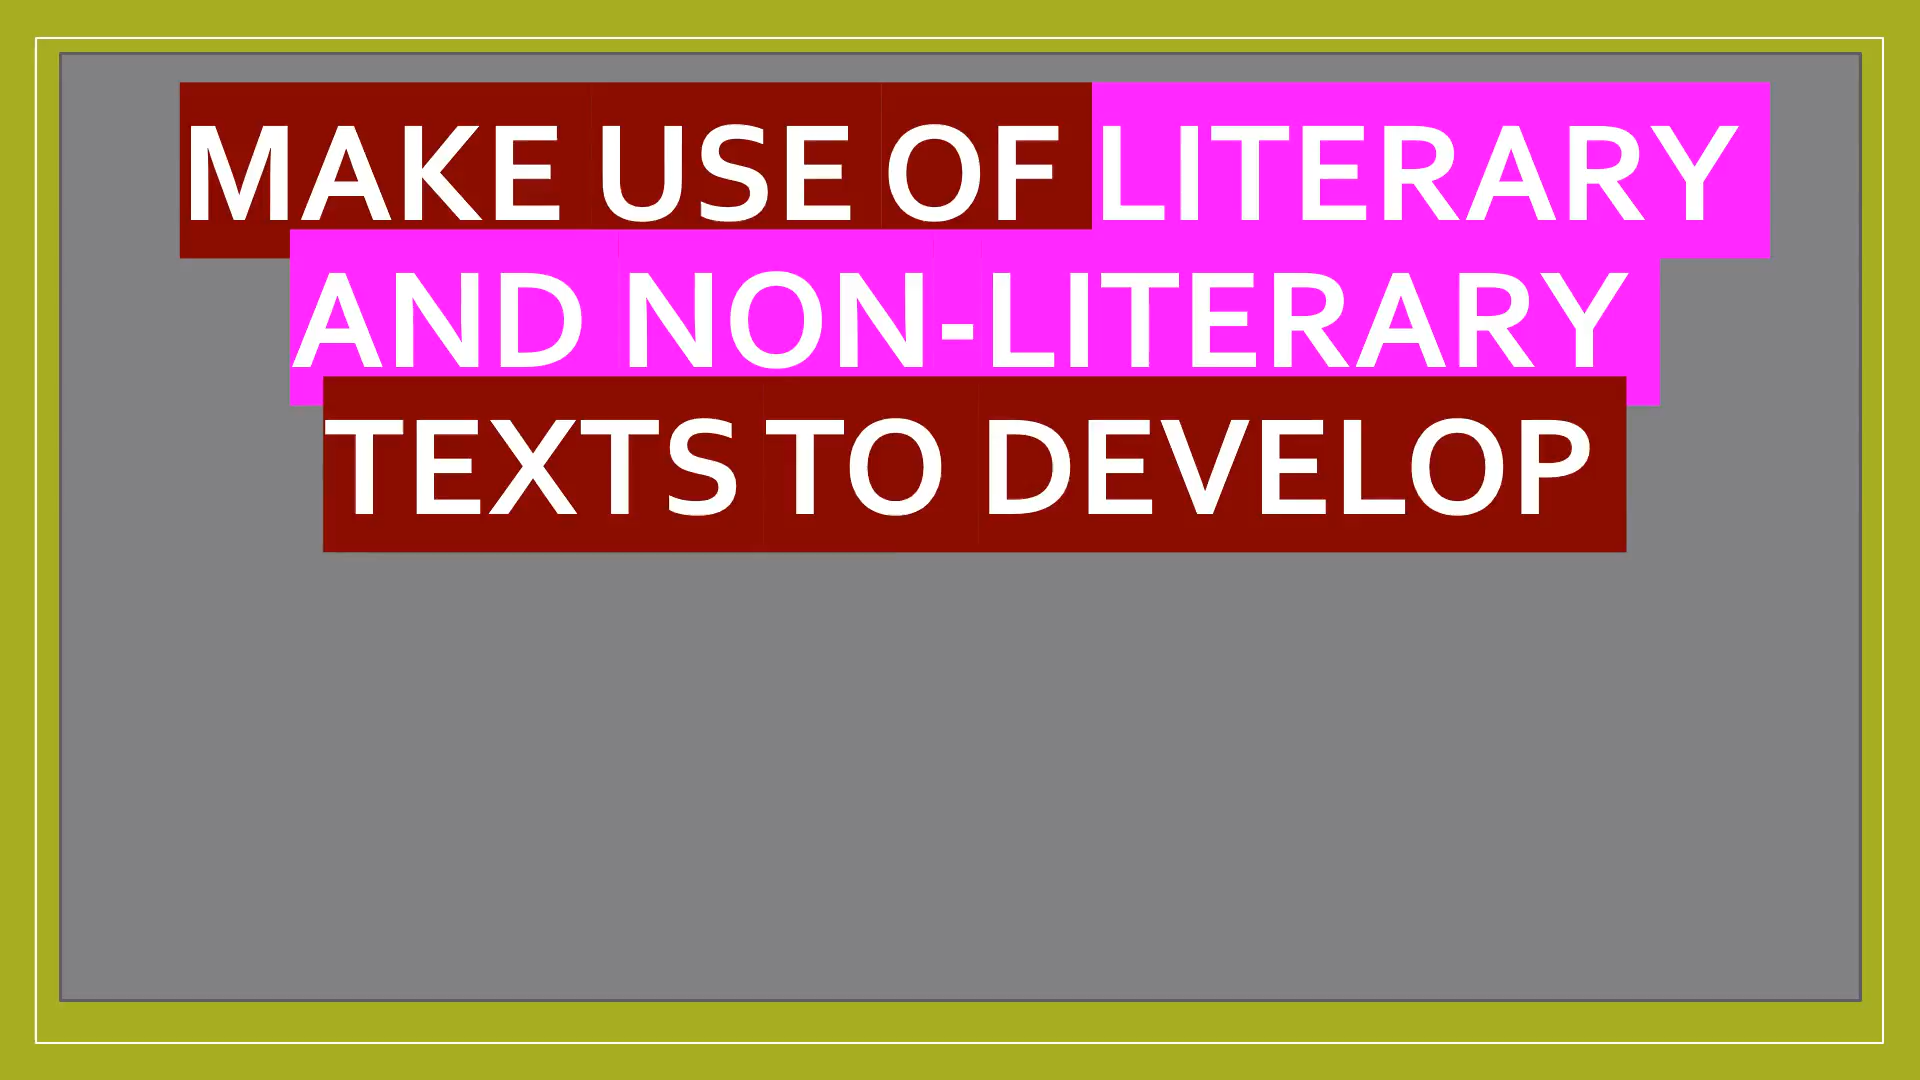 MAKE USE OF LITERARY
AND NON-LITERARY
TEXTS TO DEVELOP